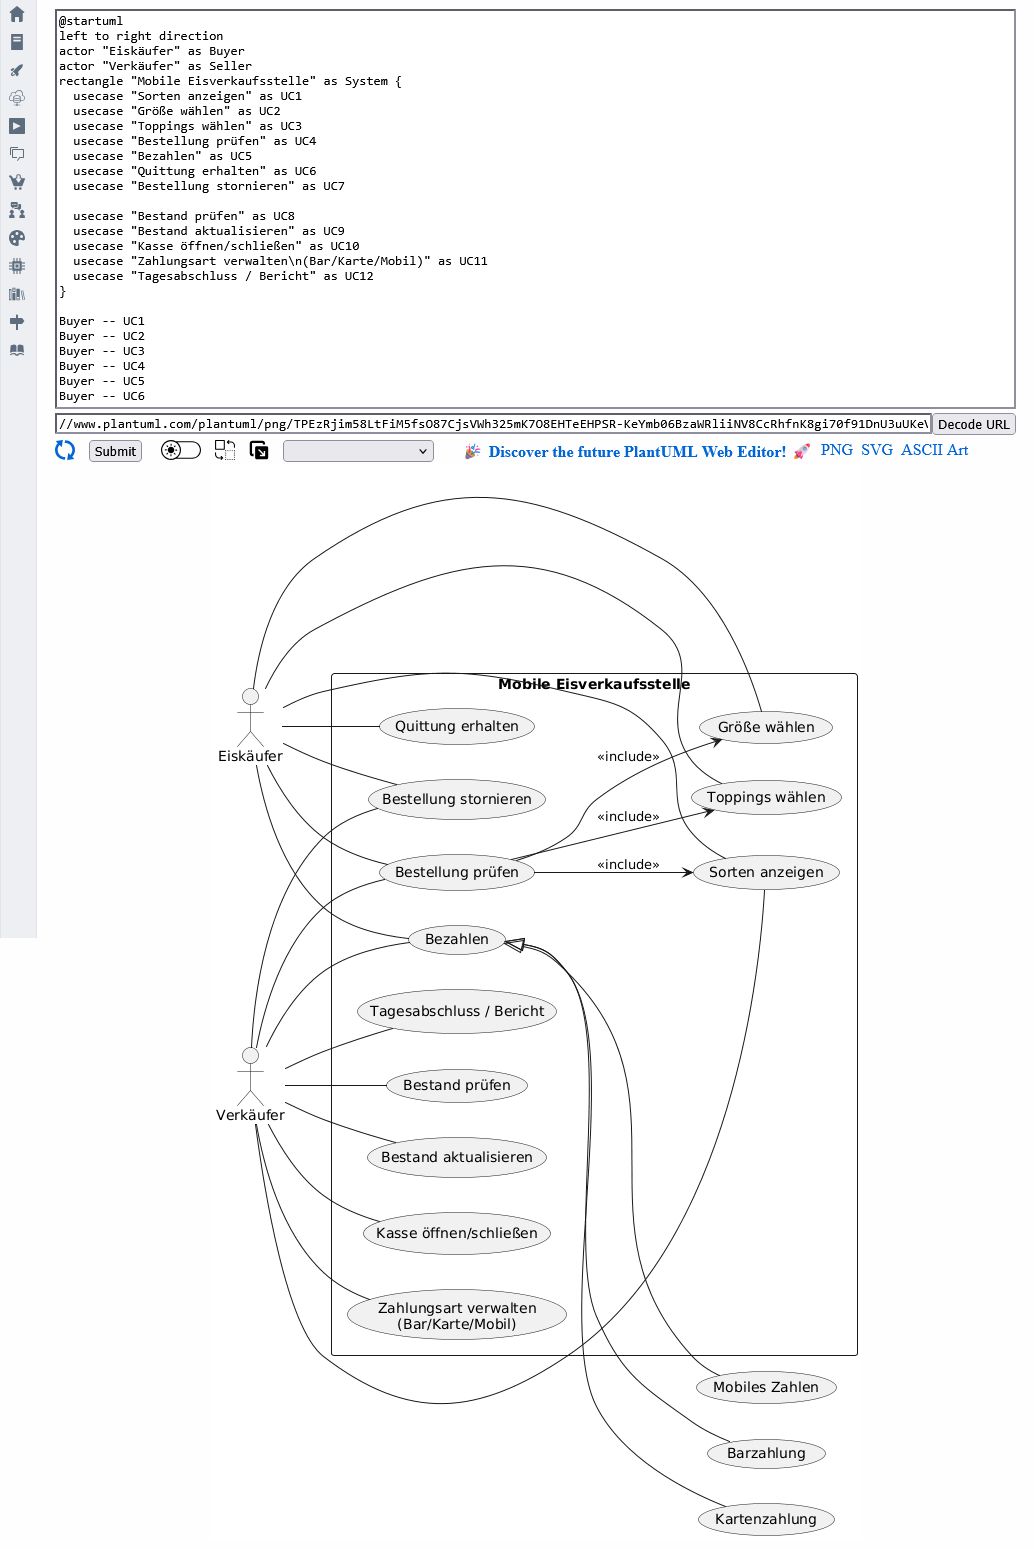 @startuml
left to right direction
actor "Eiskäufer" as Buyer
actor "Verkäufer" as Seller
rectangle "Mobile Eisverkaufsstelle" as System {
  usecase "Sorten anzeigen" as UC1
  usecase "Größe wählen" as UC2
  usecase "Toppings wählen" as UC3
  usecase "Bestellung prüfen" as UC4
  usecase "Bezahlen" as UC5
  usecase "Quittung erhalten" as UC6
  usecase "Bestellung stornieren" as UC7
  usecase "Bestand prüfen" as UC8
  usecase "Bestand aktualisieren" as UC9
  usecase "Kasse öffnen/schließen" as UC10
  usecase "Zahlungsart verwalten\n(Bar/Karte/Mobil)" as UC11
  usecase "Tagesabschluss / Bericht" as UC12
}
Buyer -- UC1
Buyer -- UC2
Buyer -- UC3
Buyer -- UC4
Buyer -- UC5
Buyer -- UC6
//www.plantuml.com/plantuml/png/TPEzRjim58LtFiM5fsO87CjsVWh325mK7O8EHTeEHPSR-KeYmb06BzaWRliiNV8CcRhfnK8gi70f91DnU3uUKe\ Decode URL
Submit Discover the future PlantUML Web Editor! PNG SVG ASCII Art
Mobile Eisverkaufsstelle
Eiskäufer
Quittung erhalten
Größe wählen
«include»
Bestellung stornieren
Toppings wählen
«include»
Bestellung prüfen
«include»
Sorten anzeigen
Bezahlen
Tagesabschluss / Bericht
Bestand prüfen
Verkäufer
Bestand aktualisieren
Kasse öffnen/schließen
Zahlungsart verwalten
(Bar/Karte/Mobil)
Mobiles Zahlen
Barzahlung
Kartenzahlung